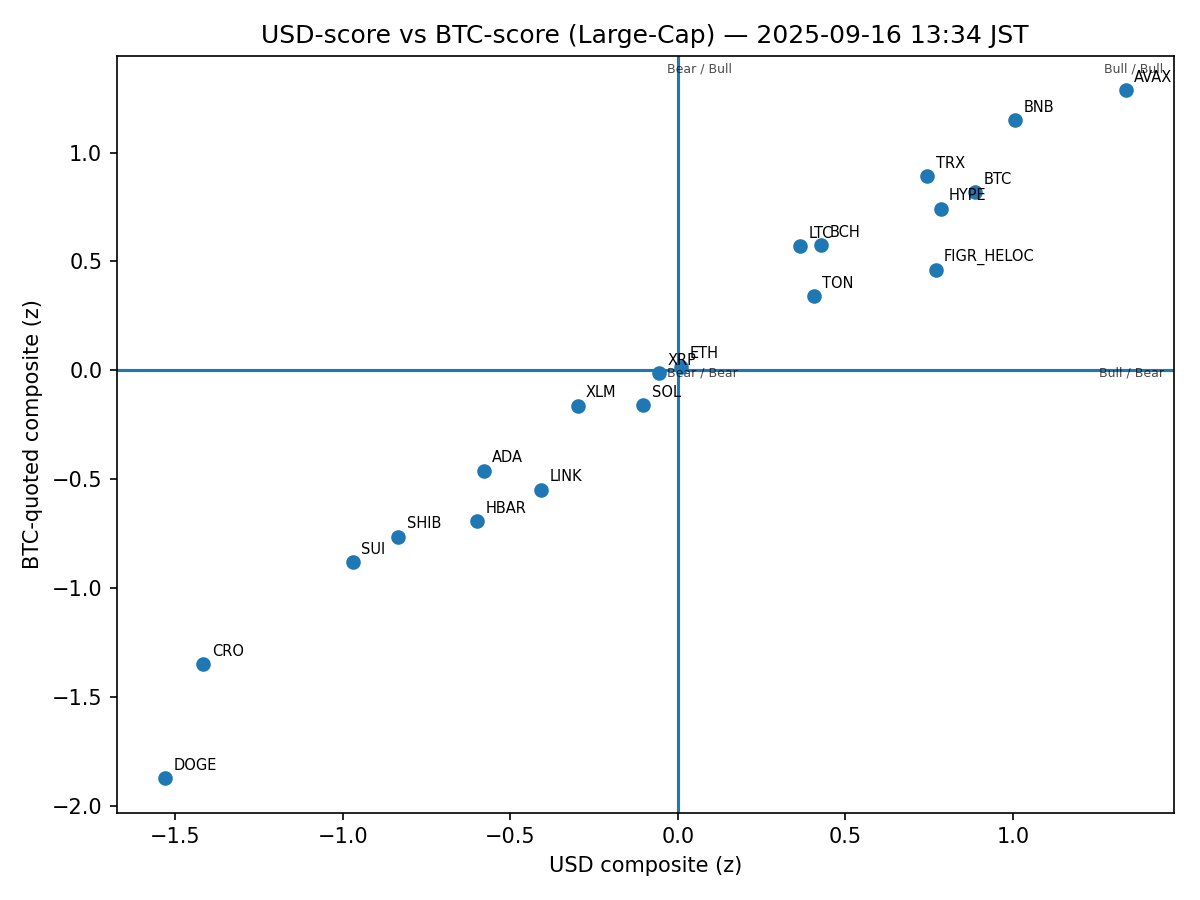 USD-score vs BTC-score (Large-Cap) — 2025-09-16 13:34 JST
Bear / Bull
Bull / Bull
AVAX
BNB
TRX
BTC
HYPE
LTC
BCH
FIGR_HELOC
TON
ETH
XRP
Bear / Bear
Bull / Bear
XLM
SOL
ADA
LINK
HBAR
SHIB
SUI
CRO
DOGE
1.0
0.5
0.0
−0.5
−1.0
−1.5
−2.0
BTC-quoted composite (z)
−1.5
−1.0
−0.5
0.0
0.5
1.0
USD composite (z)